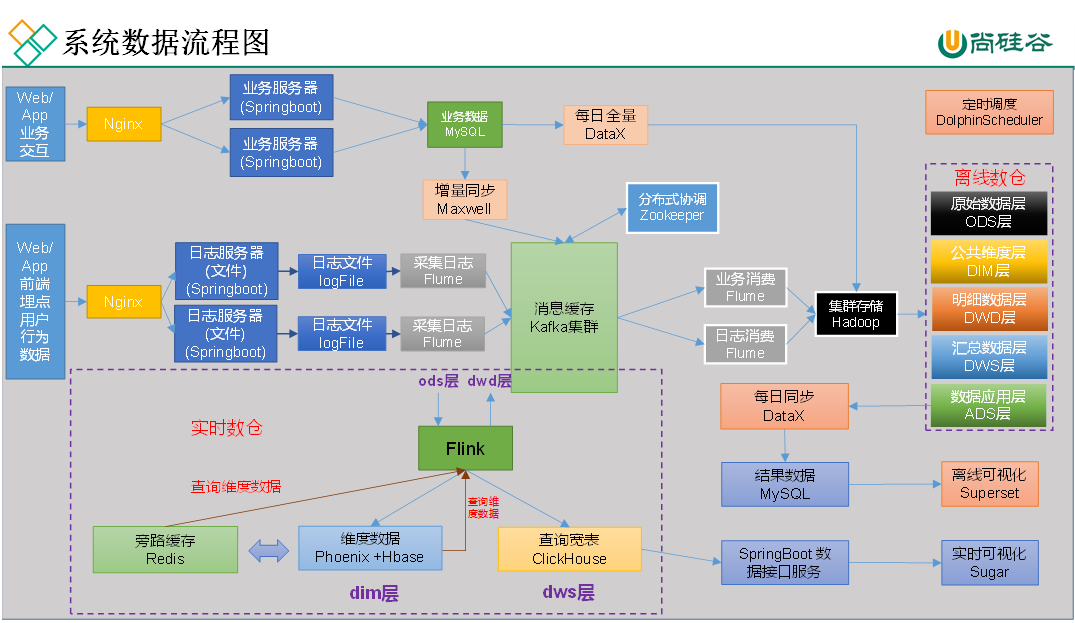 系统数据流程图
尚硅谷
Web/
App
业务
交互
Nginx
业务服务器
(Springboot)
业务服务器
(Springboot)
业务数据
MySQL
每日全量
DataX
定时调度
DolphinScheduler
增量同步
Maxwell
分布式协调
Zookeeper
离线数仓
原始数据层
ODS层
公共维度层
DIM层
明细数据层
DWD层
汇总数据层
DWS层
数据应用层
ADS层
Web/
App
前端
埋点
用户
行为
数据
Nginx
日志服务器
(文件)
(Springboot)
日志文件
logFile
采集日志
Flume
日志服务器
(文件)
(Springboot)
日志文件
logFile
采集日志
Flume
消息缓存
Kafka集群
业务消费
Flume
日志消费
Flume
集群存储
Hadoop
ods层 dwd层
实时数仓
Flink
查询维度数据
查询维
度数据
旁路缓存
Redis
维度数据
Phoenix +Hbase
查询宽表
ClickHouse
dim层
dws层
每日同步
DataX
结果数据
MySQL
离线可视化
Superset
SpringBoot 数
据接口服务
实时可视化
Sugar